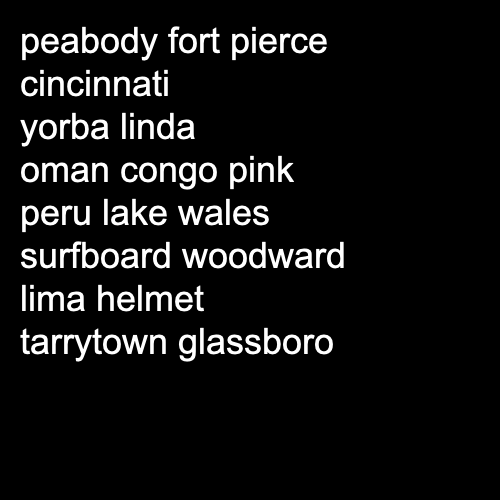 peabody fort pierce
cincinnati
yorba linda
oman congo pink
peru lake wales
surfboard woodward
lima helmet
tarrytown glassboro